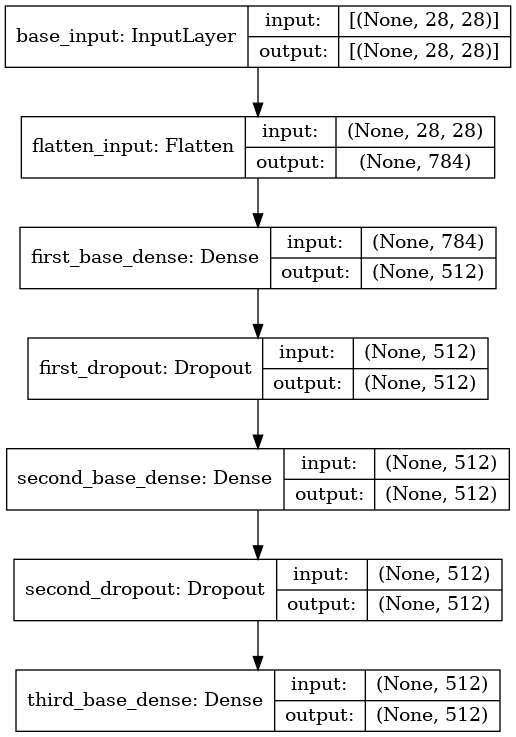 base_input: InputLayer
input: [(None, 28, 28)]
output: [(None, 28, 28)]
flatten_input: Flatten
input: (None, 28, 28)
output: (None, 784)
first_base_dense: Dense
input: (None, 784)
output: (None, 512)
first_dropout: Dropout
input: (None, 512)
output: (None, 512)
second_base_dense: Dense
input: (None, 512)
output: (None, 512)
second_dropout: Dropout
input: (None, 512)
output: (None, 512)
third_base_dense: Dense
input: (None, 512)
output: (None, 512)